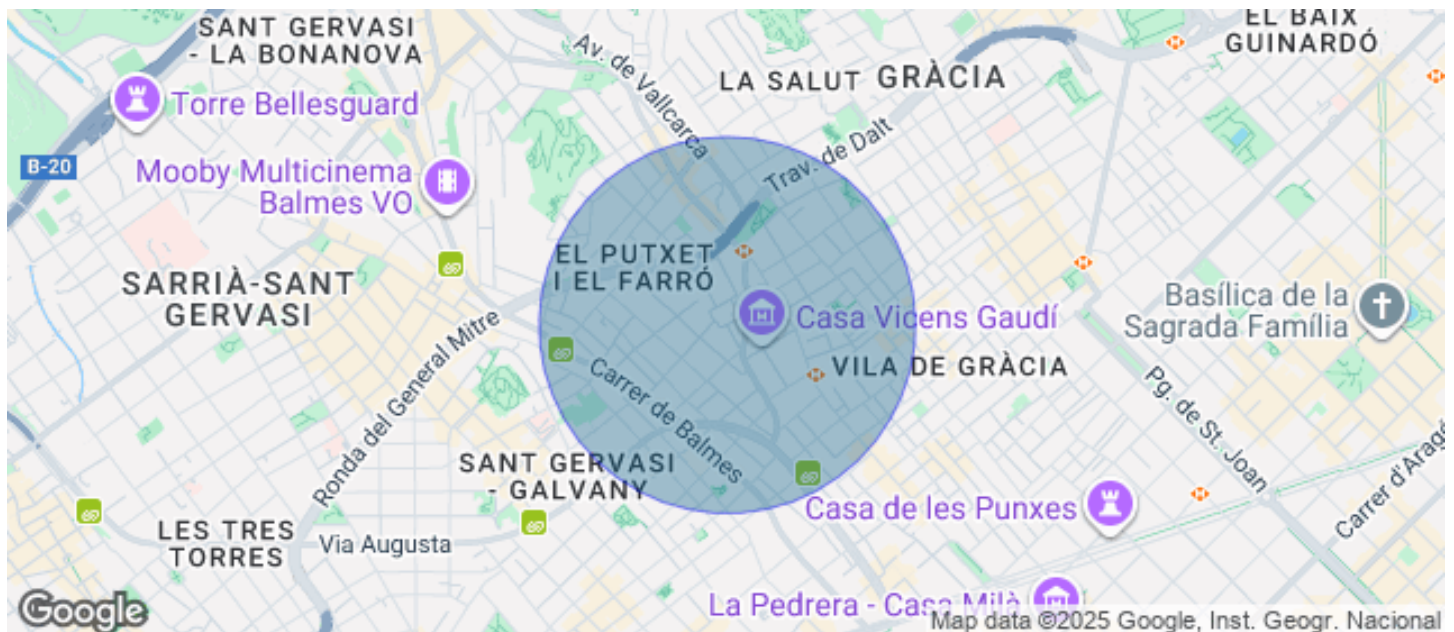 SANT GERVASI
- LA BONANOVA
Av. de Vallcarca
EL BAIX
GUINARDÓ
LA SALUT
GRÀCIA
Torre Bellesguard
B-20
Mooby Multicinema
Balmes VO
Trav. de Dalt
EL PUTXET
I EL FARRÓ
SARRIÀ-SANT
GERVASI
Casa Vicens Gaudí
Basílica de la
Sagrada Família
Ronda del General Mitre
Carrer de Balmes
VILA DE GRÀCIA
Pg. de St. Joan
SANT GERVASI
- GALVANY
Carrer d'Aragó
Casa de les Punxes
LES TRES
TORRES
Via Augusta
La Pedrera - Casa Milà
Google
Map data ©2025 Google, Inst. Geogr. Nacional